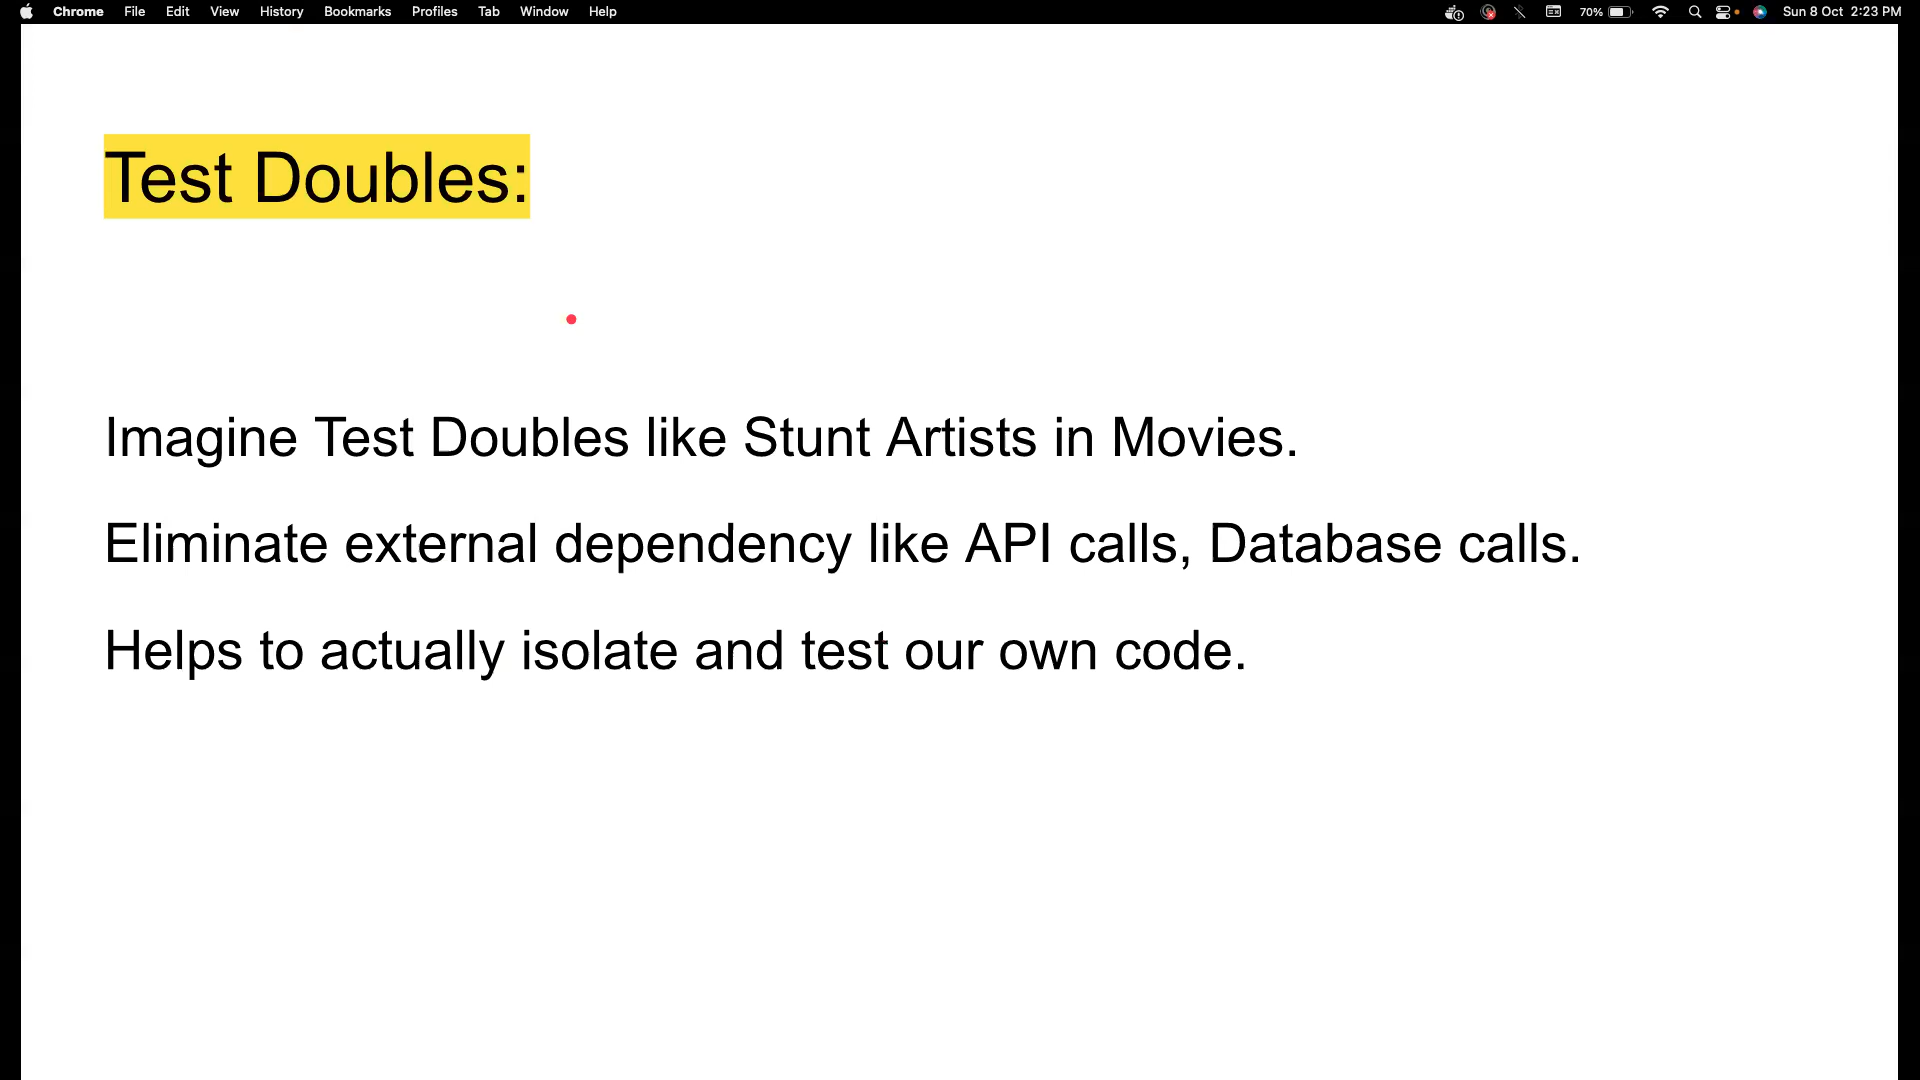 Chrome File Edit View History Bookmarks Profiles Tab Window Help 70% Sun 8 Oct 2:23 PM
Test Doubles:
Imagine Test Doubles like Stunt Artists in Movies.
Eliminate external dependency like API calls, Database calls.
Helps to actually isolate and test our own code.